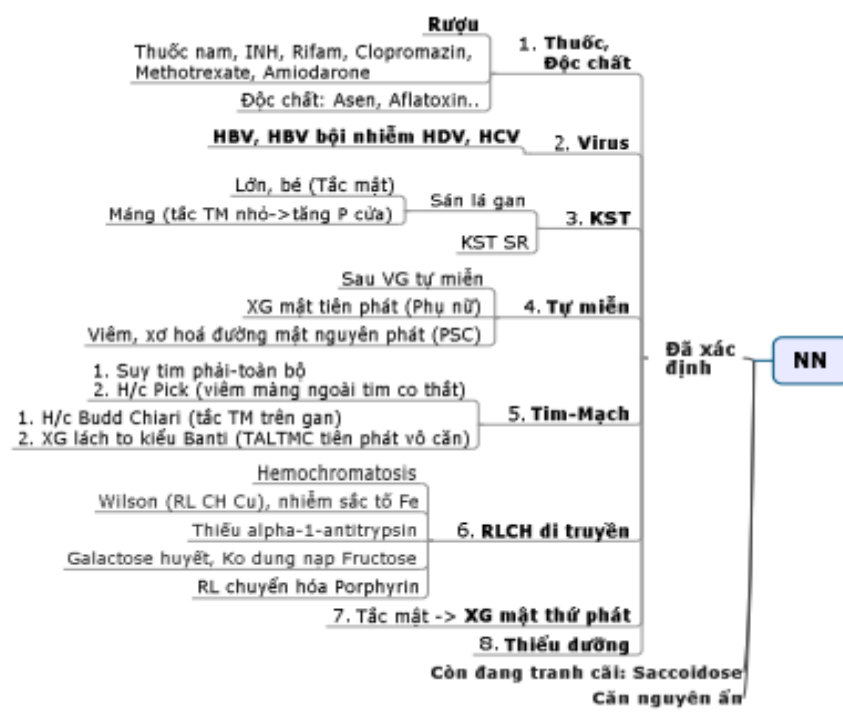 NN
Đã xác
định
1. Thuốc,
Độc chất
Rượu
Thuốc nam, INH, Rifam, Clopromazin,
Methotrexate, Amiodarone
Độc chất: Asen, Aflatoxin..
2. Virus
HBV, HBV bội nhiễm HDV, HCV
3. KST
Sán lá gan
Lớn, bé (Tắc mật)
Máng (tắc TM nhỏ->tăng P cửa)
KST SR
4. Tự miễn
Sau VG tự miễn
XG mật tiên phát (Phụ nữ)
Viêm, xơ hoá đường mật nguyên phát (PSC)
5. Tim-Mạch
1. Suy tim phải-toàn bộ
2. H/c Pick (viêm màng ngoài tim co thắt)
1. H/c Budd Chiari (tắc TM trên gan)
2. XG lách to kiểu Banti (TALTMC tiên phát vô căn)
6. RLCH di truyền
Hemochromatosis
Wilson (RL CH Cu), nhiễm sắc tố Fe
Thiếu alpha-1-antitrypsin
Galactose huyết, Ko dung nạp Fructose
RL chuyển hóa Porphyrin
7. Tắc mật -> XG mật thứ phát
8. Thiếu dưỡng
Còn đang tranh cãi: Saccoidose
Căn nguyên ẩn